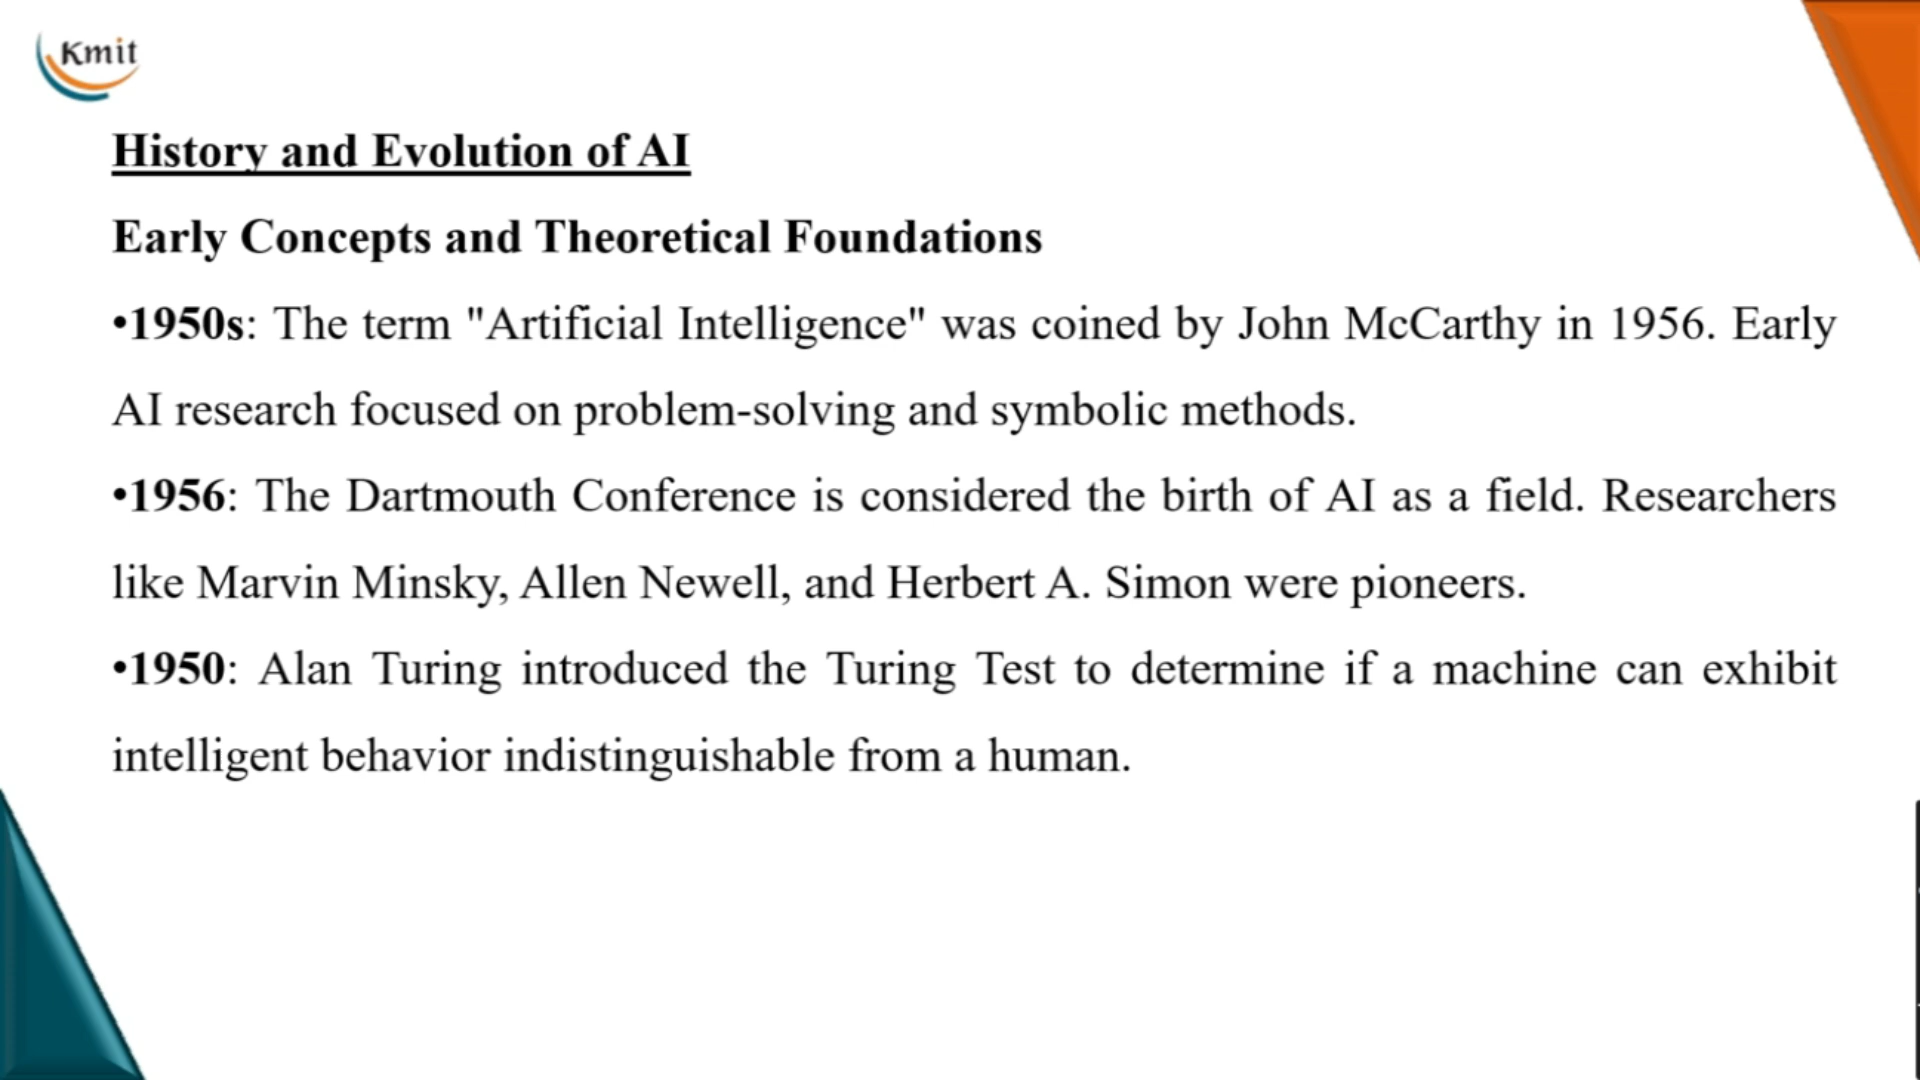 Kmit
History and Evolution of AI
Early Concepts and Theoretical Foundations
•1950s: The term "Artificial Intelligence" was coined by John McCarthy in 1956. Early
AI research focused on problem-solving and symbolic methods.
•1956: The Dartmouth Conference is considered the birth of AI as a field. Researchers
like Marvin Minsky, Allen Newell, and Herbert A. Simon were pioneers.
•1950: Alan Turing introduced the Turing Test to determine if a machine can exhibit
intelligent behavior indistinguishable from a human.